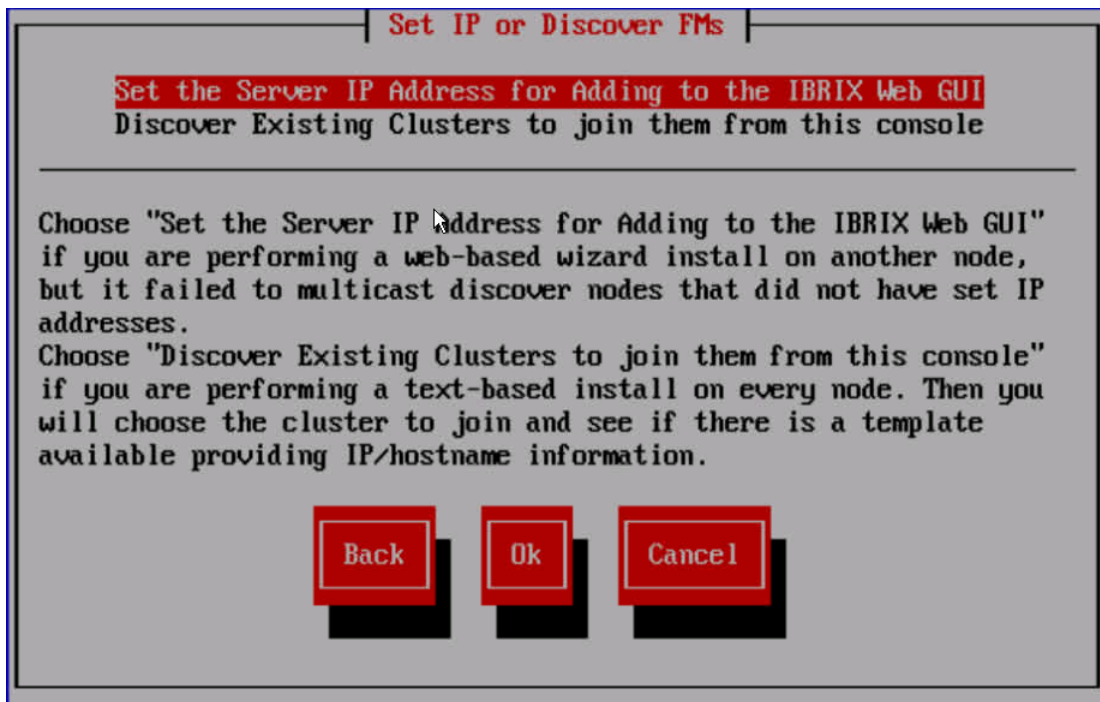 Set IP or Discover FMs
Set the Server IP Address for Adding to the IBRIX Web GUI
Discover Existing Clusters to join them from this console
Choose "Set the Server IP Address for Adding to the IBRIX Web GUI"
if you are performing a web-based wizard install on another node,
but it failed to multicast discover nodes that did not have set IP
addresses.
Choose "Discover Existing Clusters to join them from this console"
if you are performing a text-based install on every node. Then you
will choose the cluster to join and see if there is a template
available providing IP/hostname information.
Back Ok Cancel